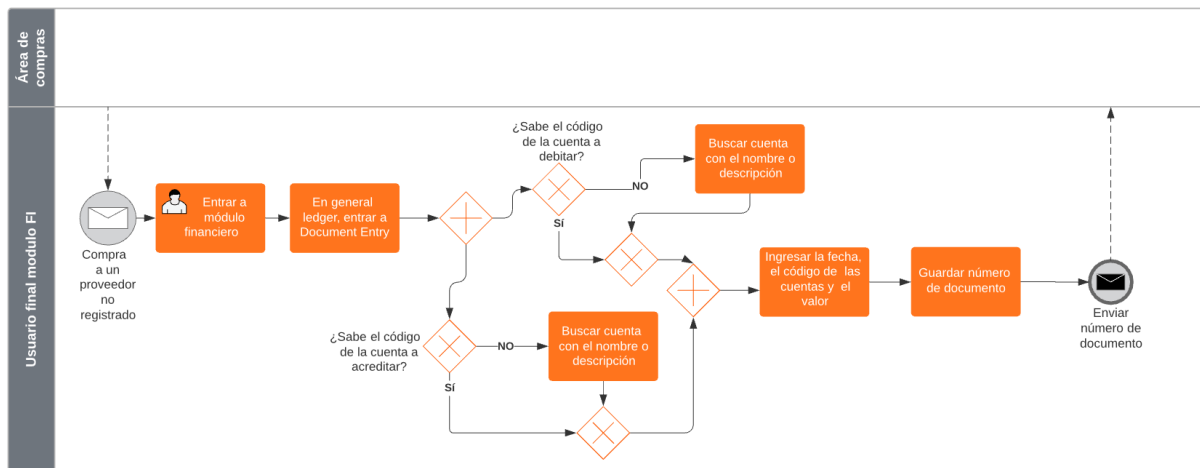 Área de
compras
Usuario final modulo FI
Compra
a un
proveedor
no
registrado
Entrar a
módulo
financiero
En general
ledger, entrar a
Document Entry
¿Sabe el código
de la cuenta a
debitar?
NO
Sí
Buscar cuenta
con el nombre o
descripción
¿Sabe el código
de la cuenta a
acreditar?
NO
Sí
Buscar cuenta
con el nombre o
descripción
Ingresar la fecha,
el código de las
cuentas y el
valor
Guardar número
de documento
Enviar
número de
documento